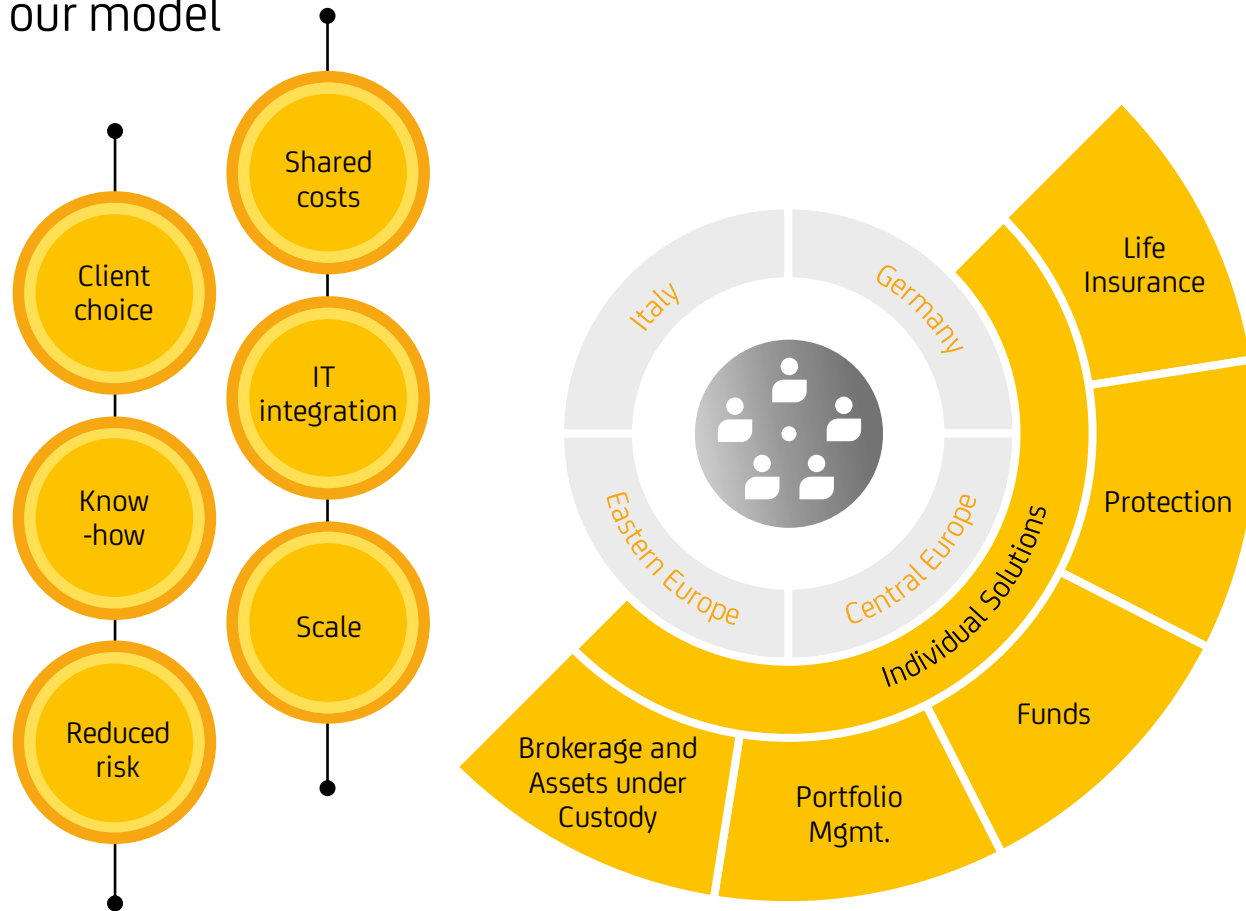 our model
Client
choice
Know
-how
Reduced
risk
Shared
costs
IT
integration
Scale
Italy
Germany
Eastern Europe
Central Europe
Individual Solutions
Life
Insurance
Protection
Funds
Portfolio
Mgmt.
Brokerage and
Assets under
Custody